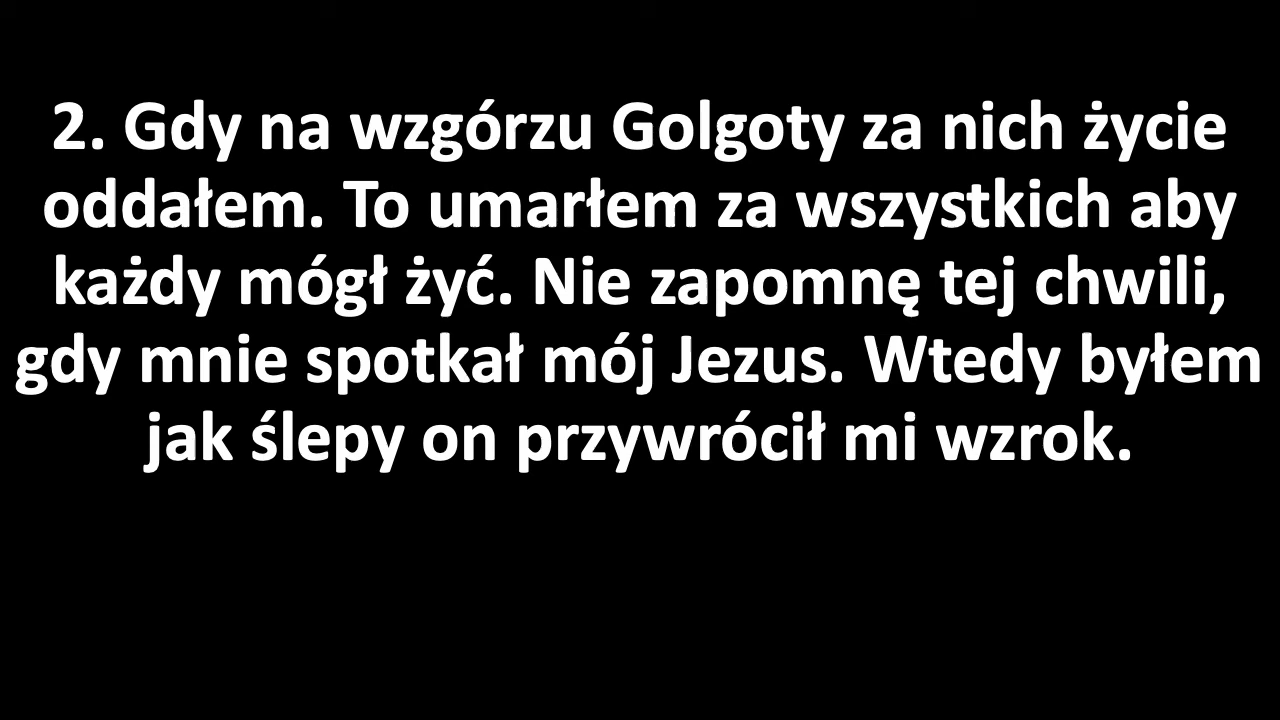 2. Gdy na wzgórzu Golgoty za nich życie
oddałem. To umarłem za wszystkich aby
każdy mógł żyć. Nie zapomnę tej chwili,
gdy mnie spotkał mój Jezus. Wtedy byłem
jak ślepy on przywrócił mi wzrok.